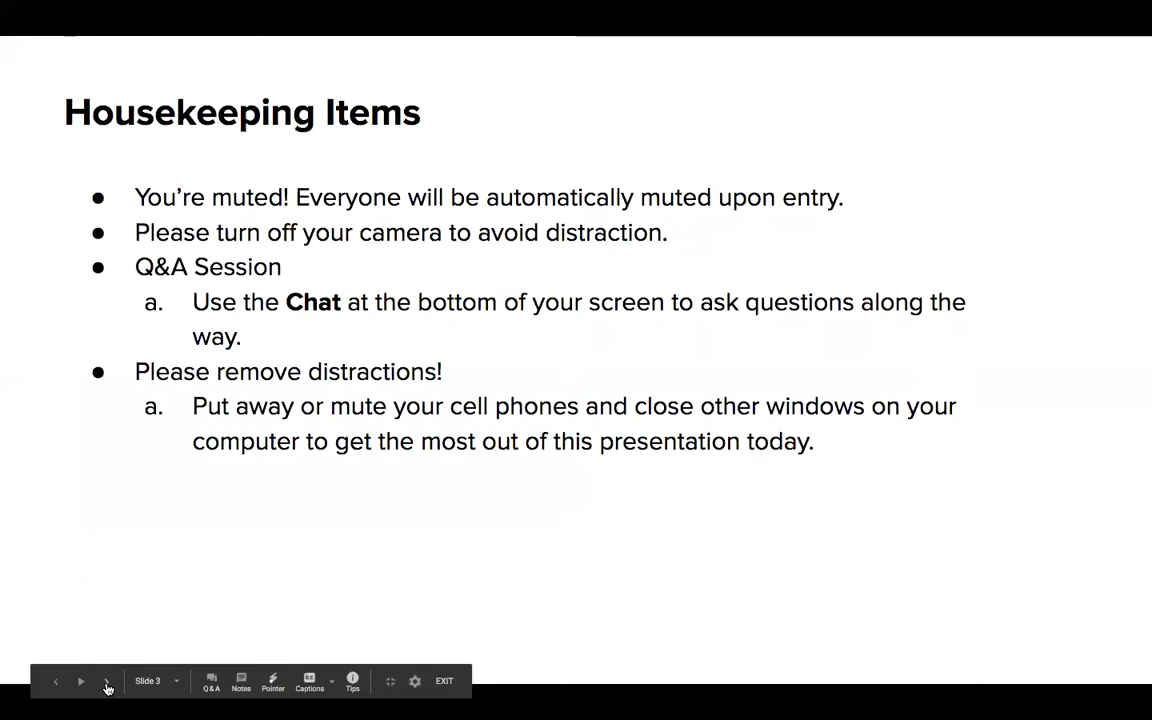 Housekeeping Items
● You’re muted! Everyone will be automatically muted upon entry.
● Please turn off your camera to avoid distraction.
● Q&A Session
a. Use the Chat at the bottom of your screen to ask questions along the
way.
● Please remove distractions!
a. Put away or mute your cell phones and close other windows on your
computer to get the most out of this presentation today.
Slide 3 Q&A Notes Pointer CC Captions Tips EXIT